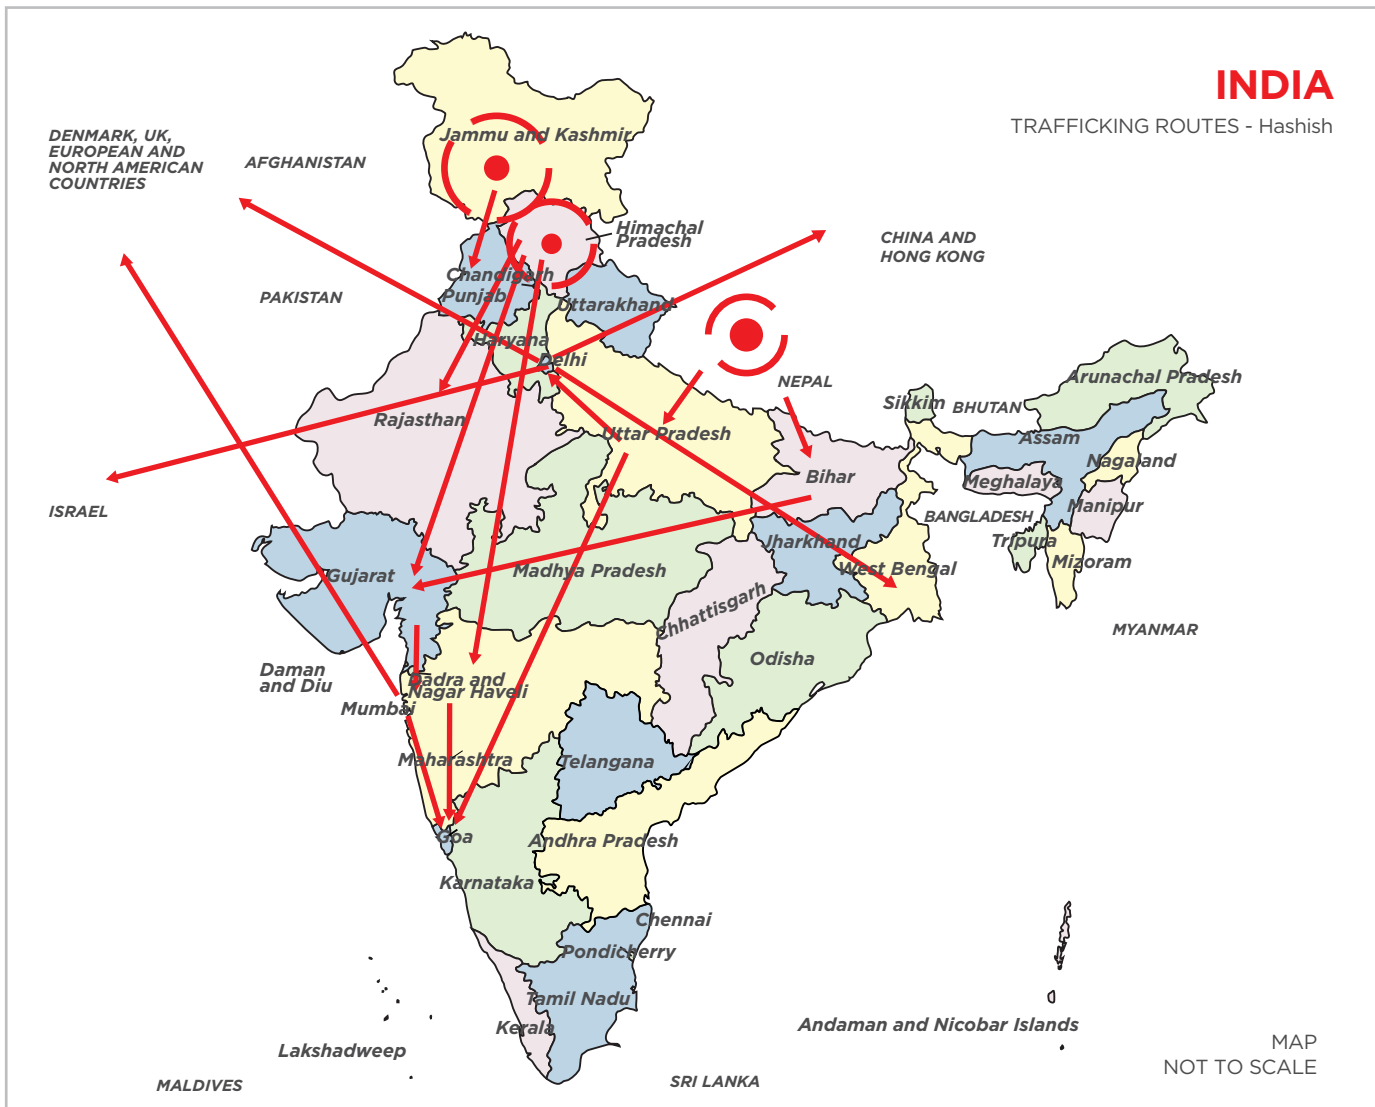 INDIA
TRAFFICKING ROUTES - Hashish
DENMARK, UK,
EUROPEAN AND
NORTH AMERICAN
COUNTRIES
AFGHANISTAN
Jammu and Kashmir
Himachal
Pradesh
CHINA AND
HONG KONG
PAKISTAN
Chandigarh
Punjab
Uttarakhand
Haryana
Delhi
NEPAL
Rajasthan
Uttar Pradesh
Sikkim
BHUTAN
Arunachal Pradesh
Assam
Nagaland
Bihar
Meghalaya
Manipur
ISRAEL
BANGLADESH
Tripura
Mizoram
Jharkhand
West Bengal
Gujarat
Madhya Pradesh
Chhattisgarh
MYANMAR
Odisha
Daman
and Diu
Dadra and
Nagar Haveli
Mumbai
Maharashtra
Telangana
Goa
Andhra Pradesh
Karnataka
Chennai
Pondicherry
Tamil Nadu
Kerala
Andaman and Nicobar Islands
Lakshadweep
MALDIVES
SRI LANKA
MAP
NOT TO SCALE